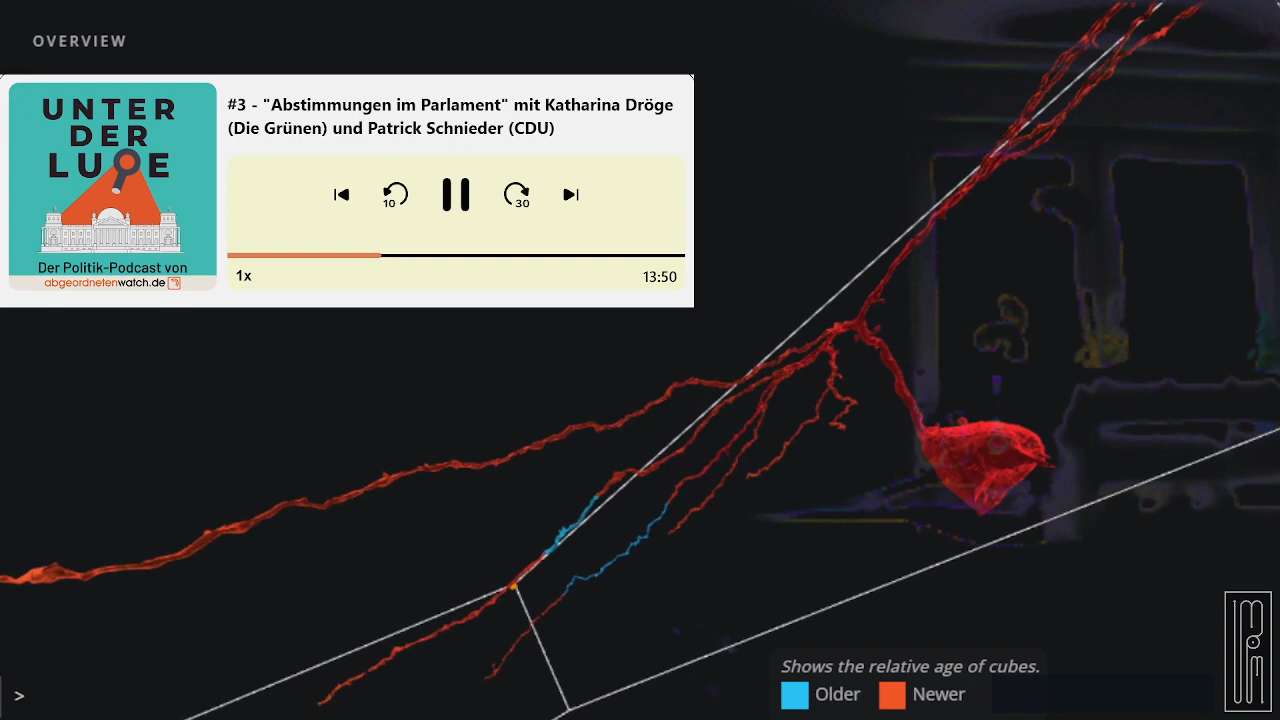 OVERVIEW
UNTER
DER
LUPE
Der Politik-Podcast von
abgeordnetenwatch.de
#3 - "Abstimmungen im Parlament" mit Katharina Dröge
(Die Grünen) und Patrick Schnieder (CDU)
10
30
1x
13:50
>
Shows the relative age of cubes.
Older
Newer